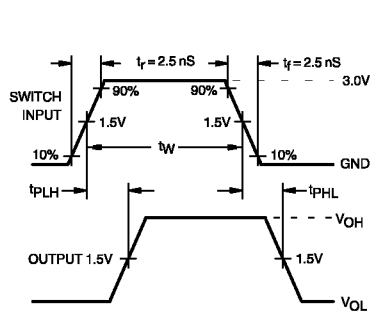 tr = 2.5 nS
tf = 2.5 nS
90%
90%
3.0V
SWITCH
INPUT
1.5V
1.5V
tW
10%
10%
GND
tPLH
tPHL
VOH
OUTPUT 1.5V
1.5V
VOL